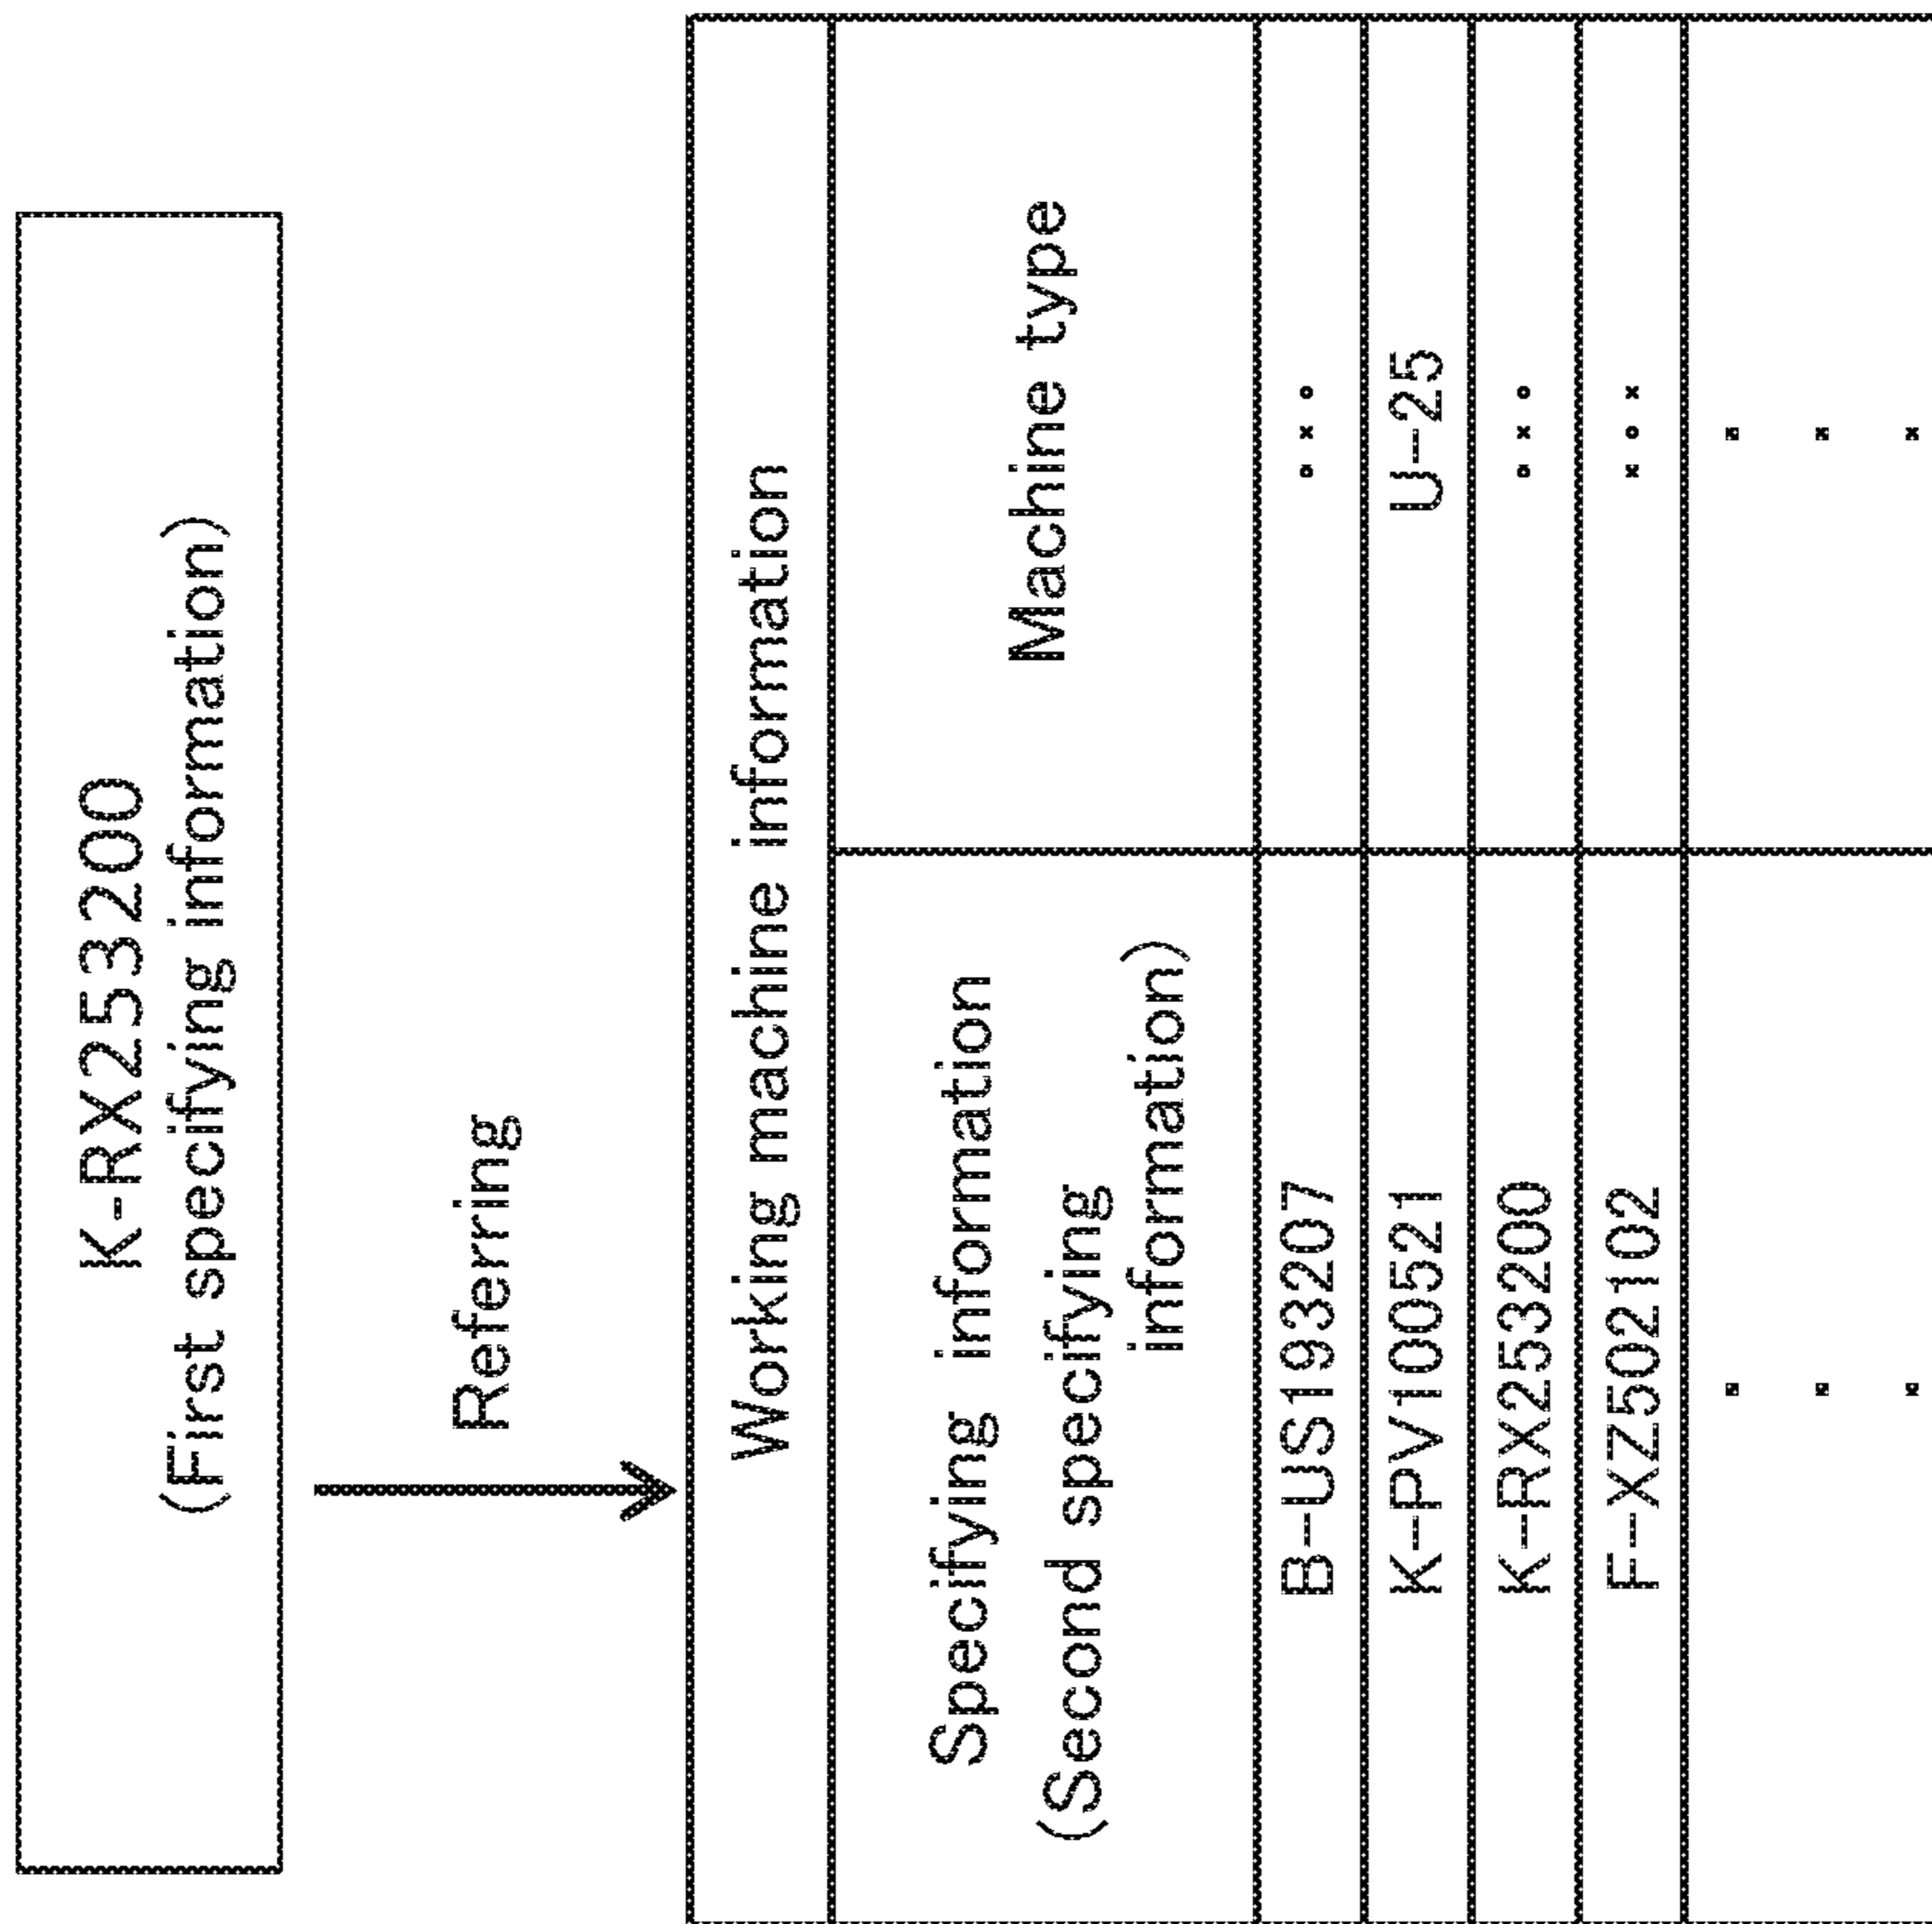 K-RX253200
(First specifying information)
Referring
Working machine information
Specifying information
(Second specifying
information)
Machine type
B-US193207
K-PV100521
U-25
K-RX253200
F-XZ502102